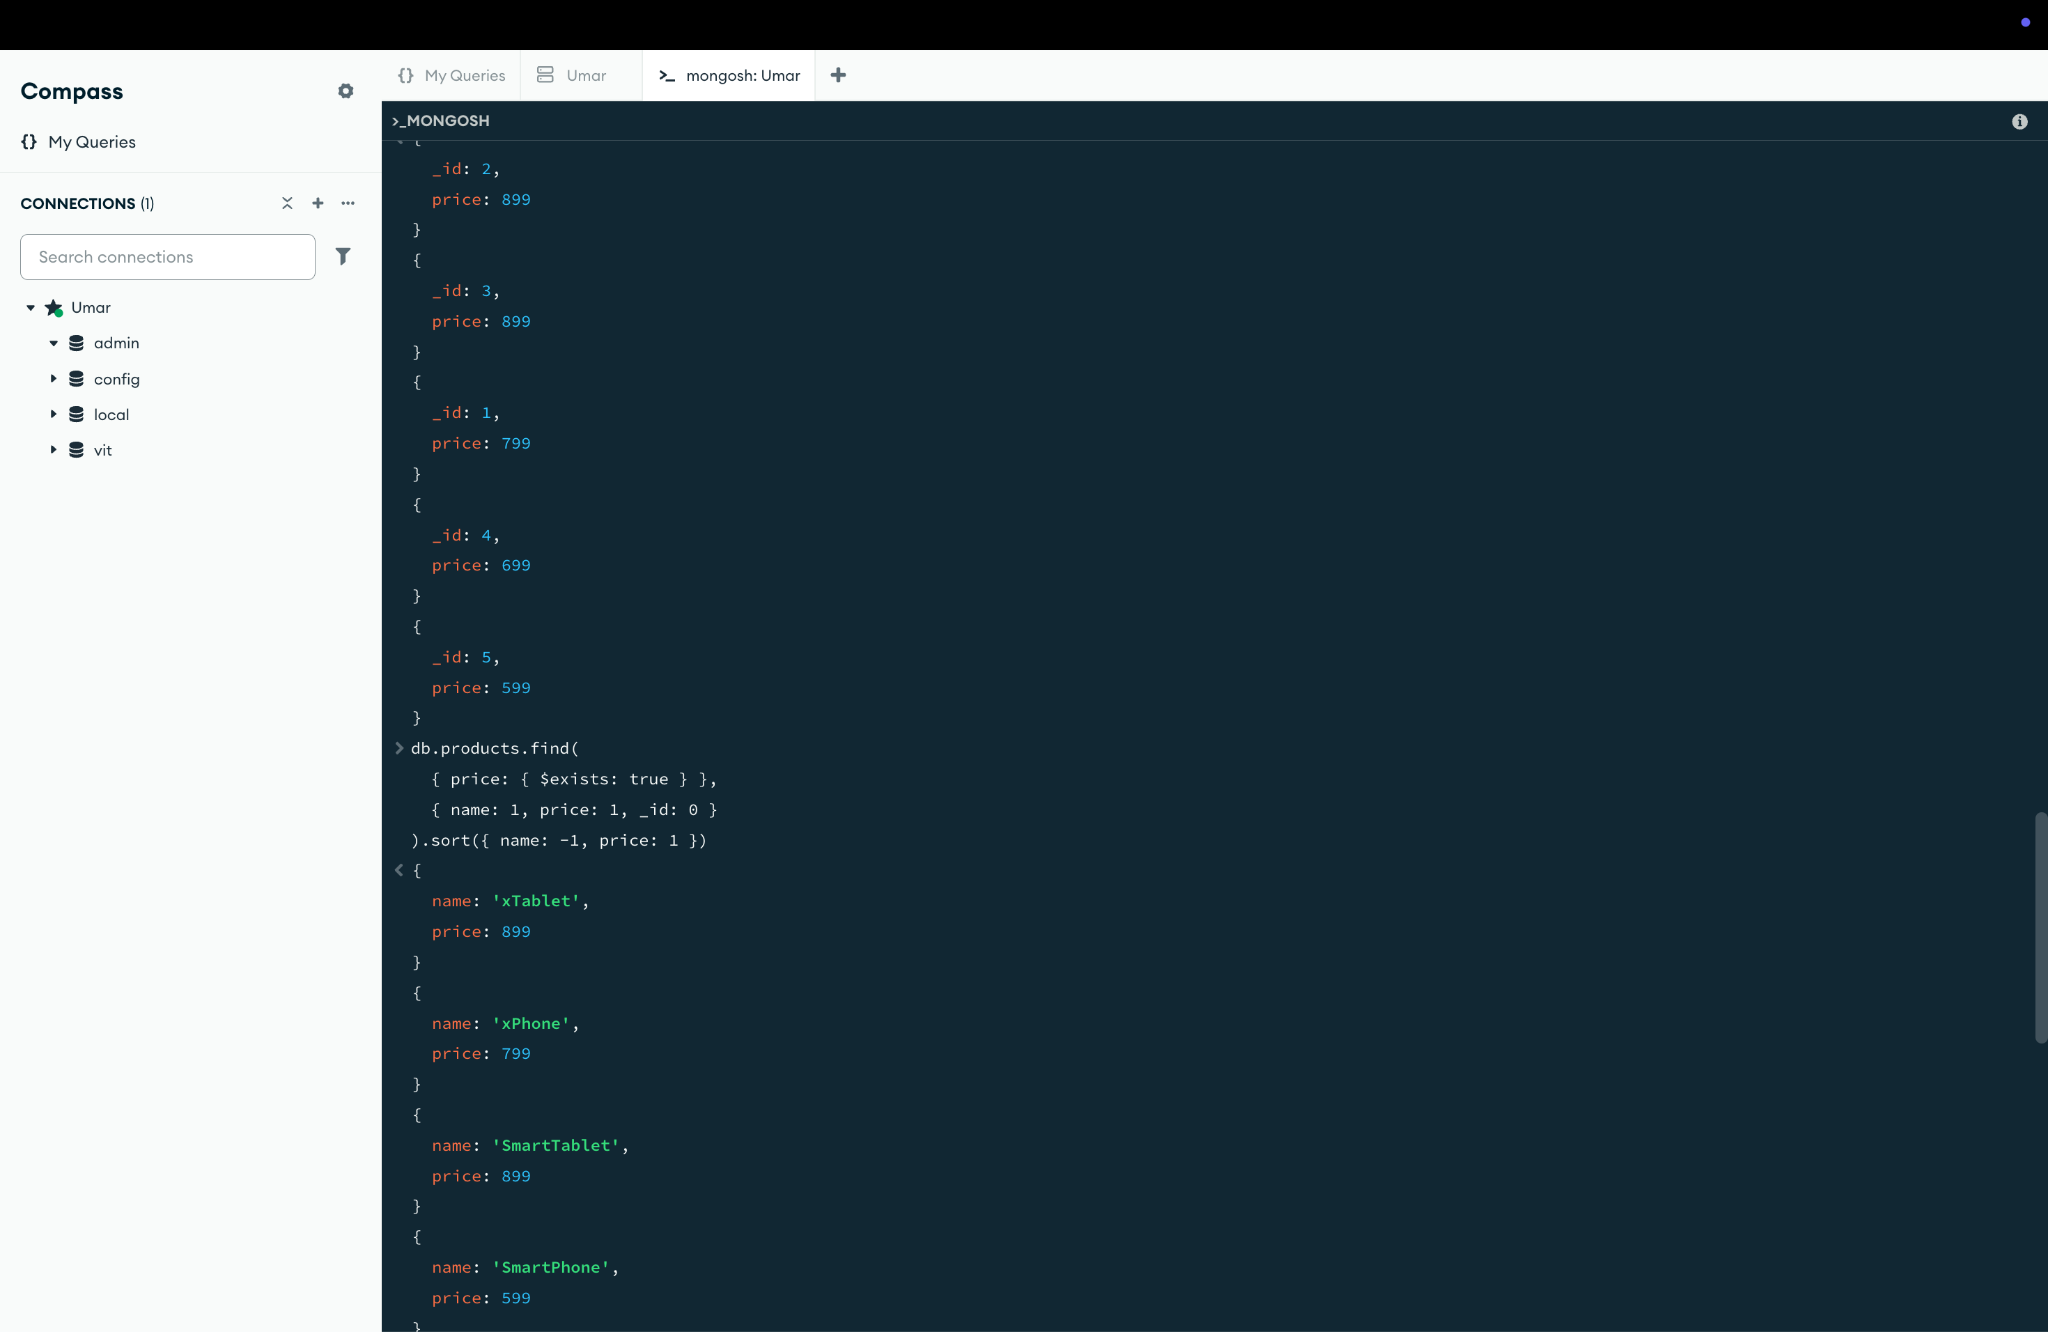 Compass
{} My Queries
CONNECTIONS (1)
Search connections
Umar
admin
config
local
vit
{} My Queries
Umar
>_ mongosh: Umar
>_MONGOSH
{
_id: 2,
price: 899
}
{
_id: 3,
price: 899
}
{
_id: 1,
price: 799
}
{
_id: 4,
price: 699
}
{
_id: 5,
price: 599
}
> db.products.find(
{ price: { $exists: true } },
{ name: 1, price: 1, _id: 0 }
).sort({ name: -1, price: 1 })
< {
name: 'xTablet',
price: 899
}
{
name: 'xPhone',
price: 799
}
{
name: 'SmartTablet',
price: 899
}
{
name: 'SmartPhone',
price: 599
}